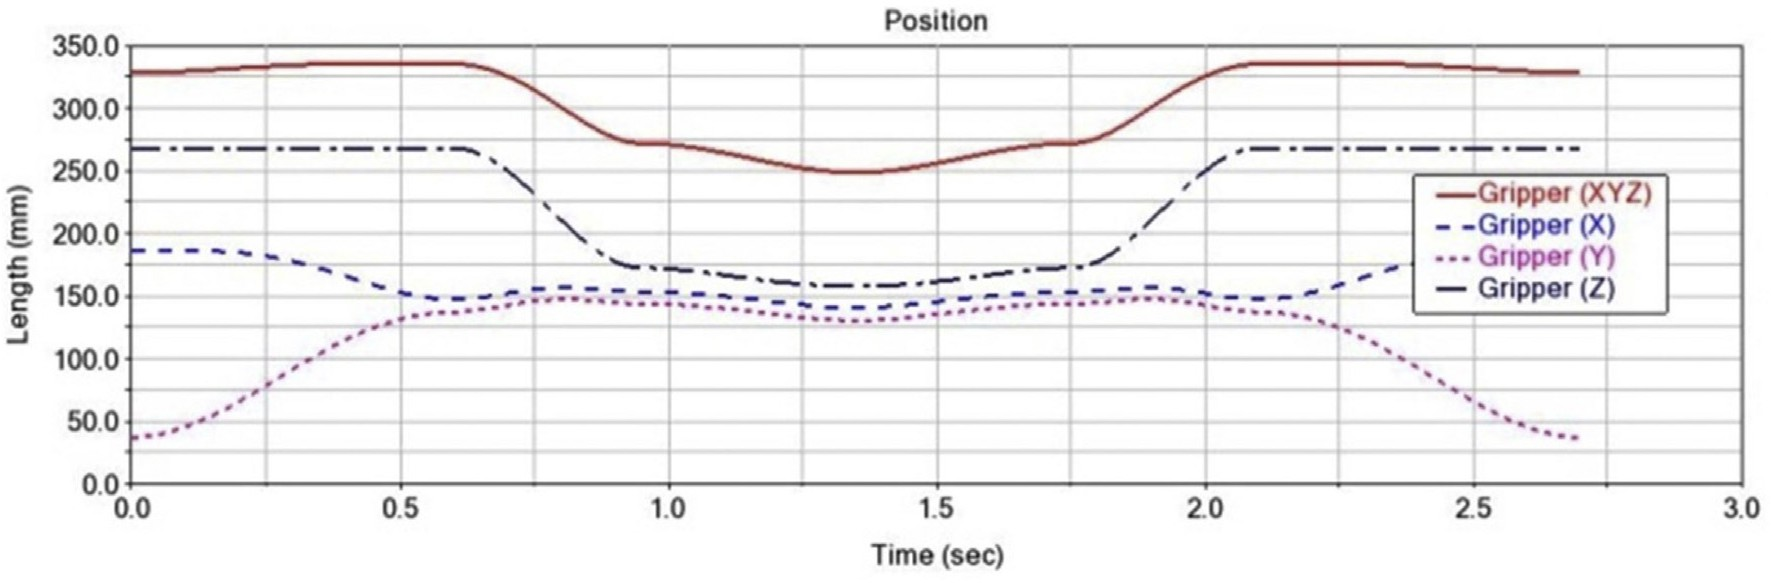 Position
350.0
300.0
250.0
200.0
150.0
100.0
50.0
0.0
Length (mm)
Gripper (XYZ)
Gripper (X)
Gripper (Y)
Gripper (Z)
0.0 0.5 1.0 1.5 2.0 2.5 3.0
Time (sec)